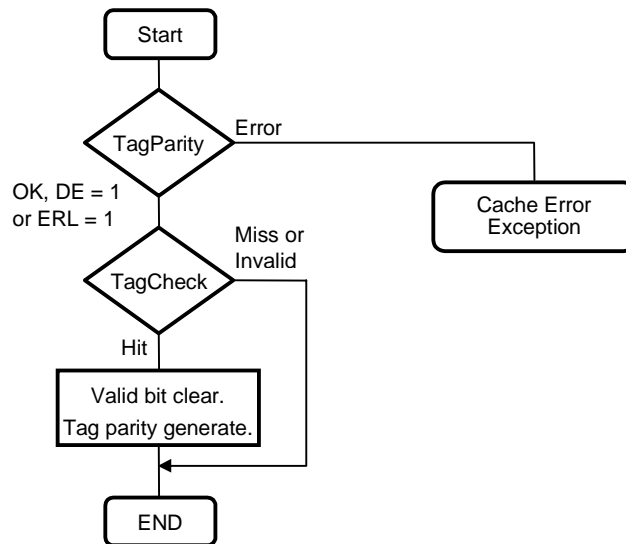 Start
TagParity
Error
OK, DE = 1
or ERL = 1
Cache Error
Exception
Miss or
Invalid
TagCheck
Hit
Valid bit clear.
Tag parity generate.
END